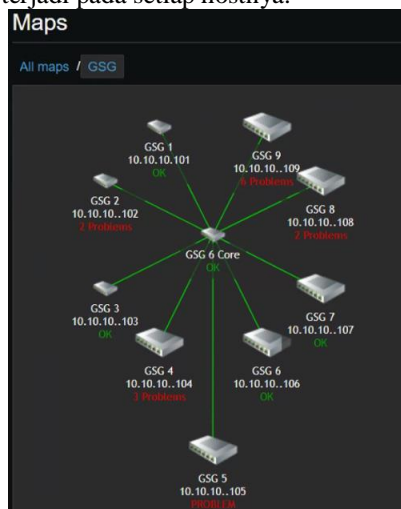 terjadi pada setiap hostnya.
Maps
All maps / GSG
GSG 1
10.10.10.101
OK
GSG 9
10.10.10..109
6 Problems
GSG 2
10.10.10..102
2 Problems
GSG 8
10.10.10..108
2 Problems
GSG 6 Core
OK
GSG 3
10.10.10..103
OK
GSG 7
10.10.10..107
OK
GSG 4
10.10.10..104
3 Problems
GSG 6
10.10.10..106
OK
GSG 5
10.10.10..105
PROBLEM